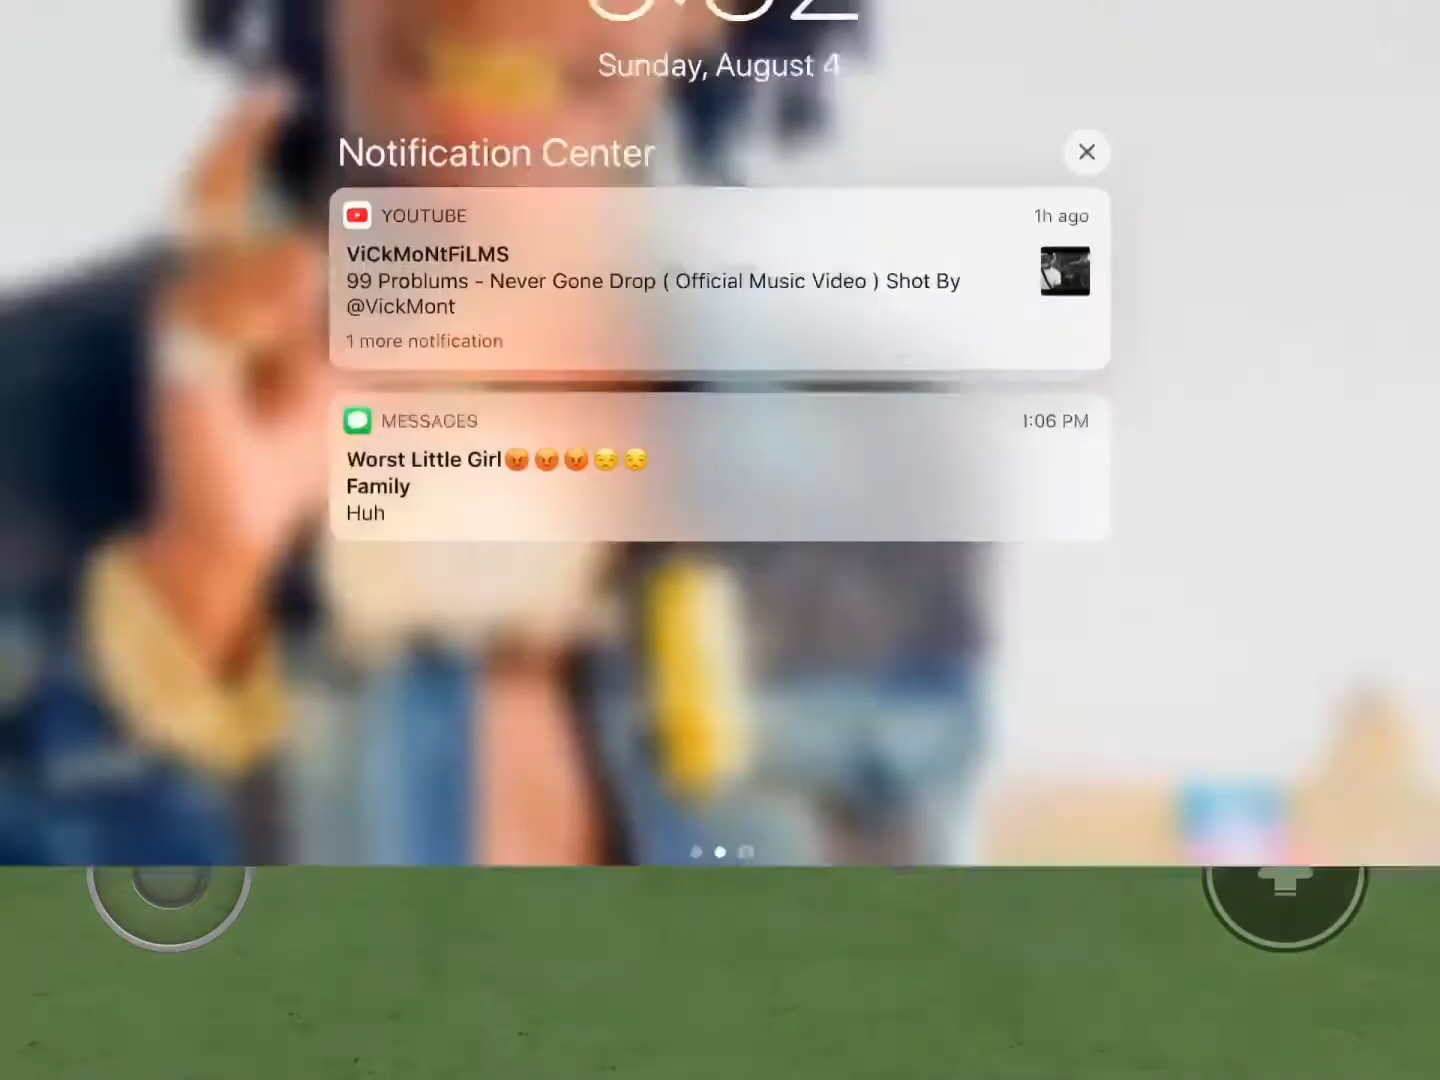 Sunday, August 4
Notification Center
YOUTUBE 1h ago
ViCkMoNtFiLMS
99 Problums - Never Gone Drop ( Official Music Video ) Shot By
@VickMont
1 more notification
MESSAGES 1:06 PM
Worst Little Girl😡😡😡😒😒
Family
Huh